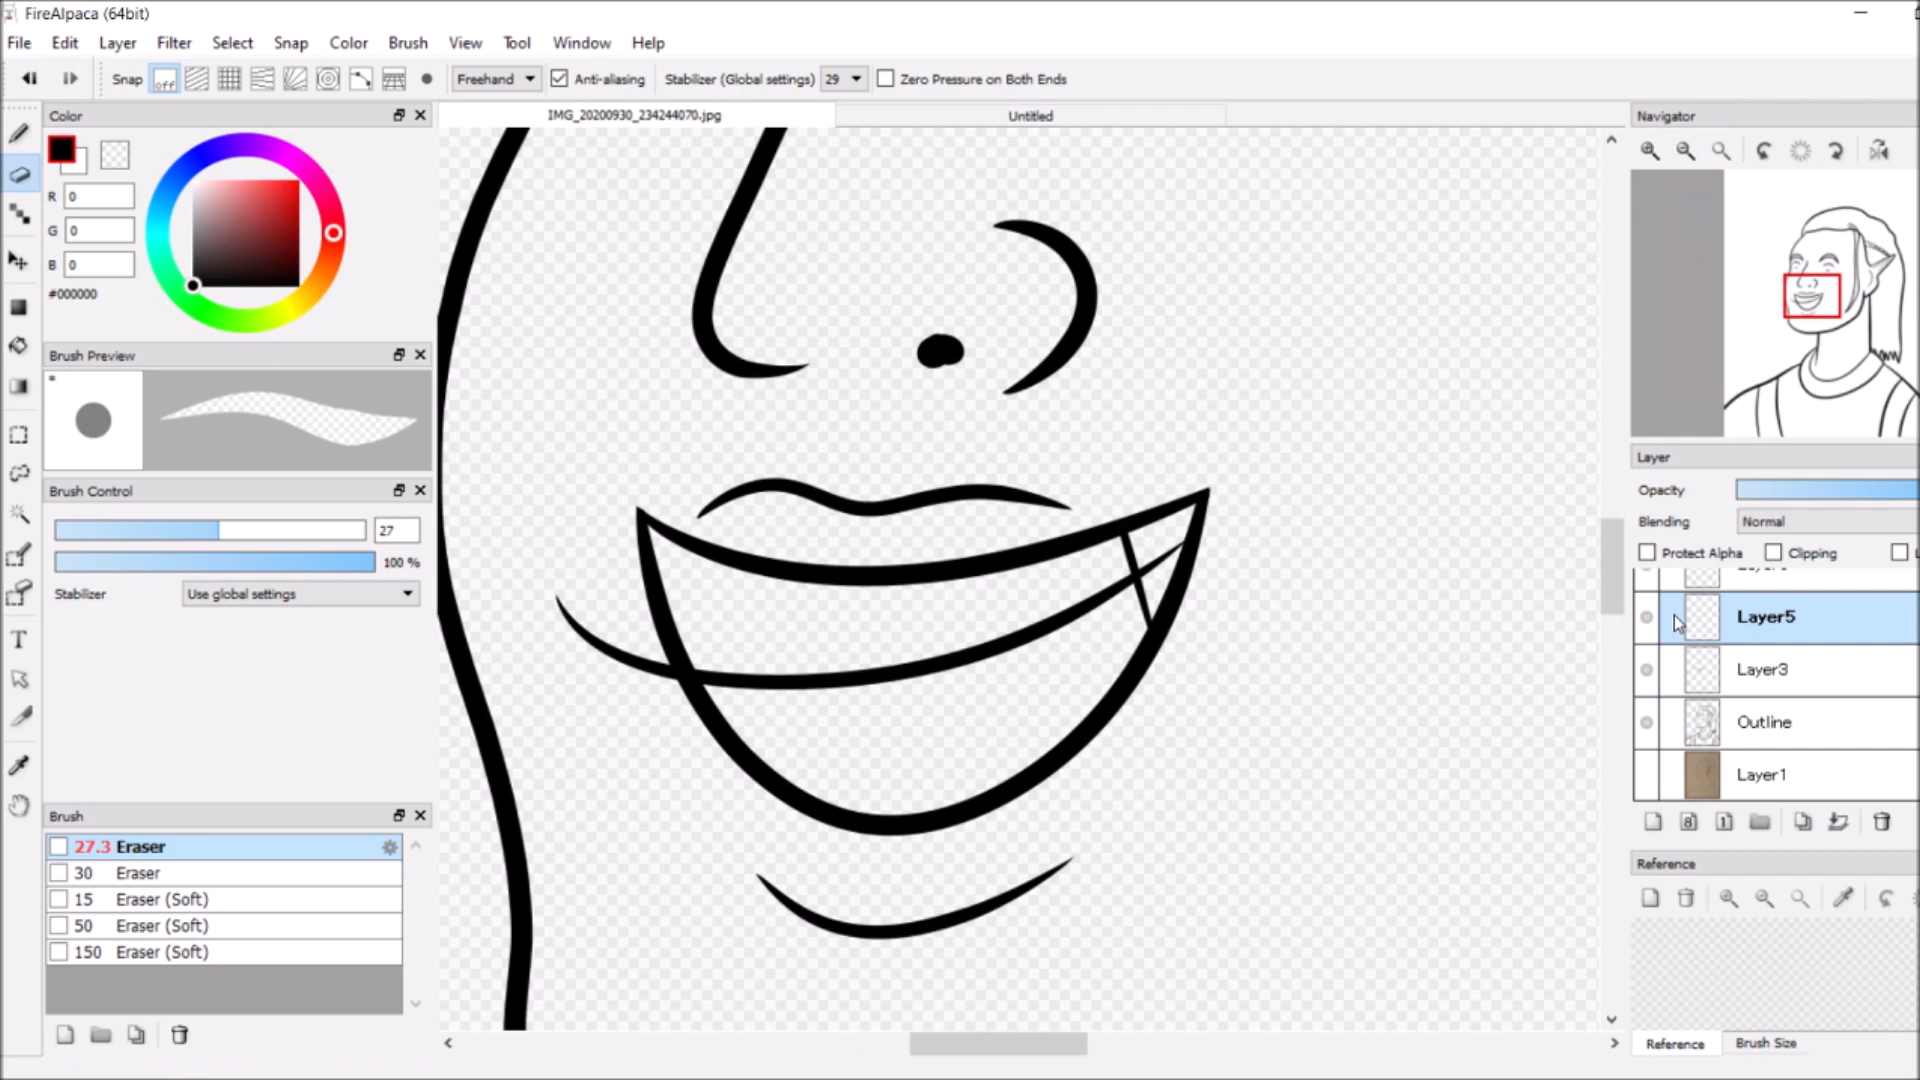 FireAlpaca (64bit)
File Edit Layer Filter Select Snap Color Brush View Tool Window Help
Snap off Freehand Anti-aliasing Stabilizer (Global settings) 29 Zero Pressure on Both Ends
Color
IMG_20200930_234244070.jpg
Untitled
Navigator
R 0
G 0
B 0
#000000
Brush Preview
*
Brush Control
27
100 %
Stabilizer Use global settings
Layer
Opacity
Blending Normal
Protect Alpha Clipping
Layer5
Layer3
Outline
Layer1
8 1
Brush
27.3 Eraser
30 Eraser
15 Eraser (Soft)
50 Eraser (Soft)
150 Eraser (Soft)
T
Reference
Reference Brush Size